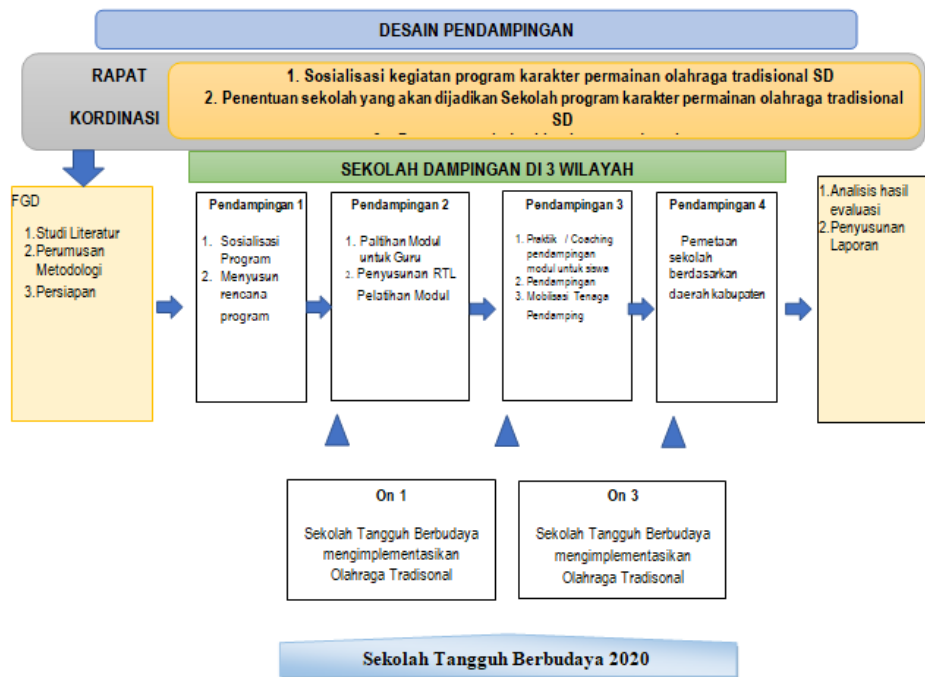 DESAIN PENDAMPINGAN
RAPAT
KORDINASI
1. Sosialisasi kegiatan program karakter permainan olahraga tradisional SD
2. Penentuan sekolah yang akan dijadikan Sekolah program karakter permainan olahraga tradisional
SD
SEKOLAH DAMPINGAN DI 3 WILAYAH
FGD
1.Studi Literatur
2.Perumusan
Metodologi
3.Persiapan
Pendampingan 1
1. Sosialisasi
Program
2. Menyusun
rencana
program
Pendampingan 2
1. Paltihan Modul
untuk Guru
2. Penyusunan RTL
Pelatihan Modul
Pendampingan 3
1. Praktik / Coaching
pendampingan
modul untuk siswa
2. Pendampingan
3. Moblisasi Tenaga
Pendamping
Pendampingan 4
Pemetaan
sekolah
berdasarkan
daerah kabupaten
1.Analisis hasil
evaluasi
2.Penyusunan
Laporan
On 1
Sekolah Tangguh Berbudaya
mengimplementasikan
Olahraga Tradisonal
On 3
Sekolah Tangguh Berbudaya
mengimplementasikan
Olahraga Tradisonal
Sekolah Tangguh Berbudaya 2020